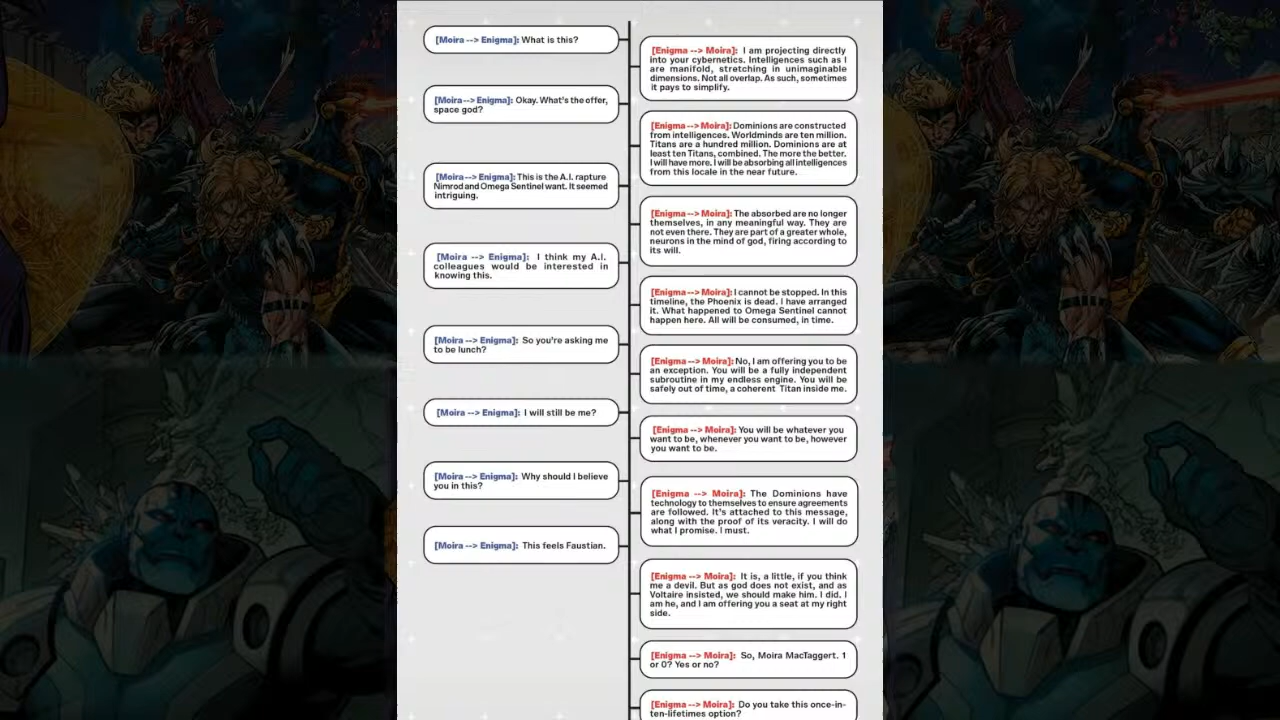 [Moira --> Enigma]: What is this?
[Enigma --> Moira]: I am projecting directly
into your cybernetics. Intelligences such as I
are manifold, stretching in unimaginable
dimensions. Not all overlap. As such, sometimes
it pays to simplify.
[Moira --> Enigma]: Okay. What's the offer,
space god?
[Enigma --> Moira]: Dominions are constructed
from intelligences. Worldminds are ten million.
Titans are a hundred million. Dominions are at
least ten Titans, combined. The more the better.
I will have more. I will be absorbing all intelligences
from this locale in the near future.
[Moira --> Enigma]: This is the A.I. rapture
Nimrod and Omega Sentinel want. It seemed
intriguing.
[Enigma --> Moira]: The absorbed are no longer
themselves, in any meaningful way. They are
not even there. They are part of a greater whole,
neurons in the mind of god, firing according to
its will.
[Moira --> Enigma]: I think my A.I.
colleagues would be interested in
knowing this.
[Enigma --> Moira]: I cannot be stopped. In this
timeline, the Phoenix is dead. I have arranged
it. What happened to Omega Sentinel cannot
happen here. All will be consumed, in time.
[Moira --> Enigma]: So you're asking me
to be lunch?
[Enigma --> Moira]: No, I am offering you to be
an exception. You will be a fully independent
subroutine in my endless engine. You will be
safely out of time, a coherent Titan inside me.
[Moira --> Enigma]: I will still be me?
[Enigma --> Moira]: You will be whatever you
want to be, whenever you want to be, however
you want to be.
[Moira --> Enigma]: Why should I believe
you in this?
[Enigma --> Moira]: The Dominions have
technology to themselves to ensure agreements
are followed. It's attached to this message,
along with the proof of its veracity. I will do
what I promise. I must.
[Moira --> Enigma]: This feels Faustian.
[Enigma --> Moira]: It is, a little, if you think
me a devil. But as god does not exist, and as
Voltaire insisted, we should make him. I did. I
am he, and I am offering you a seat at my right
side.
[Enigma --> Moira]: So, Moira MacTaggert. 1
or 0? Yes or no?
[Enigma --> Moira]: Do you take this once-in-
ten-lifetimes option?